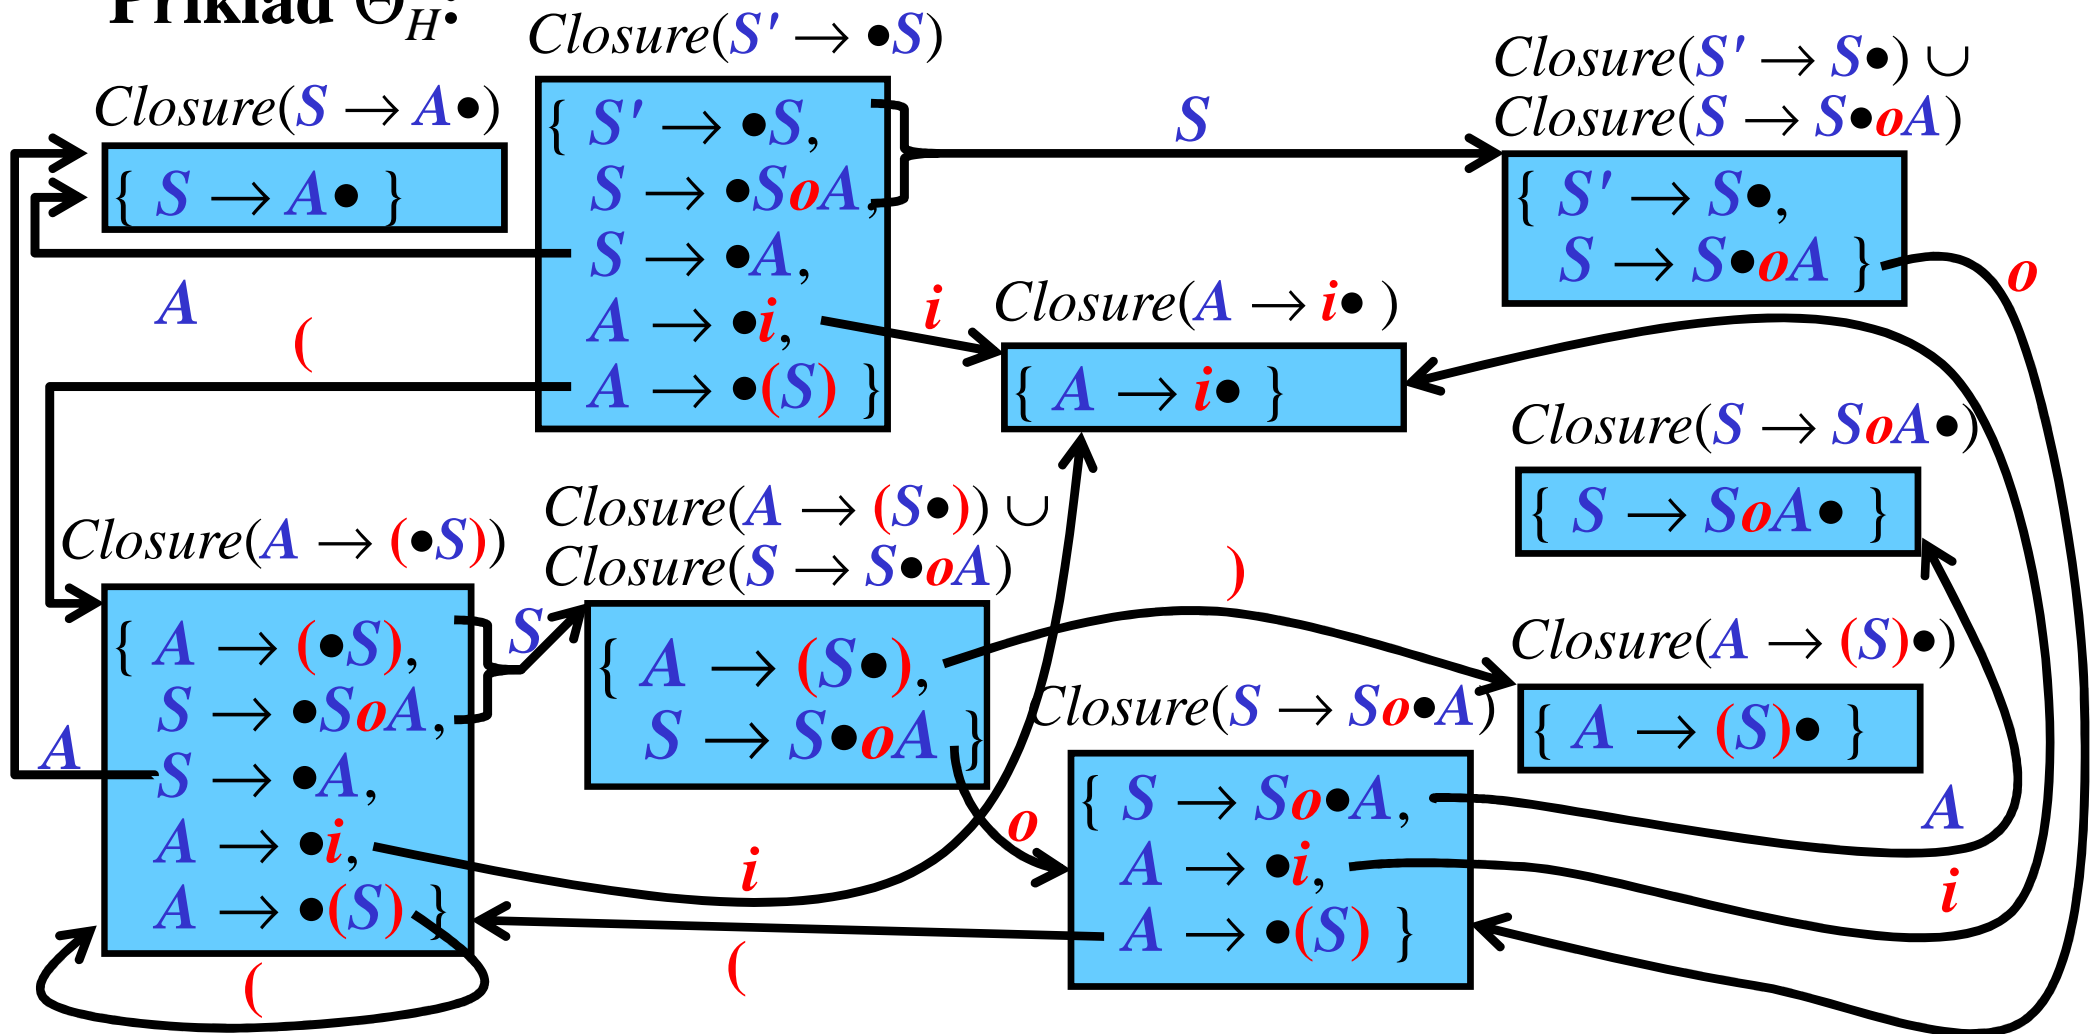 Příklad Θ_H:
Closure(S' → •S)
{ S' → •S,
S → •SoA,
S → •A,
A → •i,
A → •(S) }
Closure(S → A•)
{ S → A• }
A
(
S
i
Closure(S' → S•) ∪
Closure(S → S•oA)
{ S' → S•,
S → S•oA }
o
Closure(A → i• )
{ A → i• }
Closure(S → SoA•)
{ S → SoA• }
Closure(A → (•S))
{ A → (•S),
S → •SoA,
S → •A,
A → •i,
A → •(S) }
A
S
(
i
(
Closure(A → (S•)) ∪
Closure(S → S•oA)
{ A → (S•),
S → S•oA }
)
o
Closure(S → So•A)
{ S → So•A,
A → •i,
A → •(S) }
Closure(A → (S)•)
{ A → (S)• }
A
i